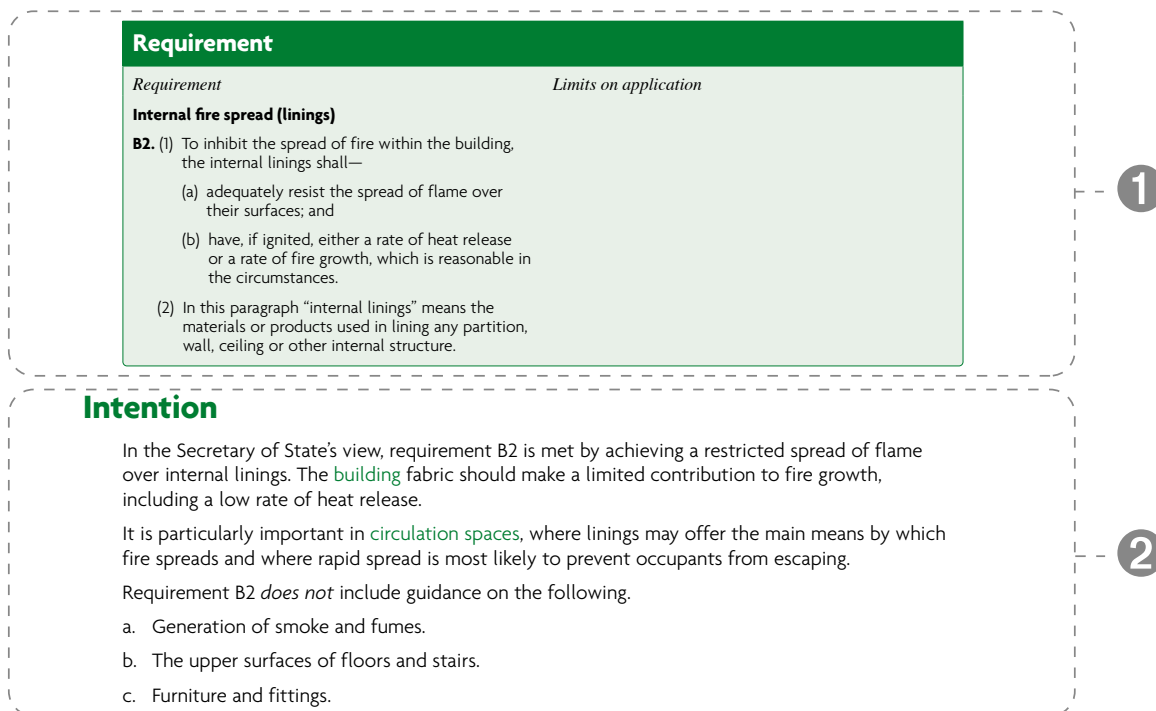 Requirement
Requirement Limits on application
Internal fire spread (linings)
B2. (1) To inhibit the spread of fire within the building,
the internal linings shall—
(a) adequately resist the spread of flame over
their surfaces; and
(b) have, if ignited, either a rate of heat release
or a rate of fire growth, which is reasonable in
the circumstances.
(2) In this paragraph “internal linings” means the
materials or products used in lining any partition,
wall, ceiling or other internal structure.
1
Intention
In the Secretary of State’s view, requirement B2 is met by achieving a restricted spread of flame
over internal linings. The building fabric should make a limited contribution to fire growth,
including a low rate of heat release.
It is particularly important in circulation spaces, where linings may offer the main means by which
fire spreads and where rapid spread is most likely to prevent occupants from escaping.
Requirement B2 does not include guidance on the following.
a. Generation of smoke and fumes.
b. The upper surfaces of floors and stairs.
c. Furniture and fittings.
2